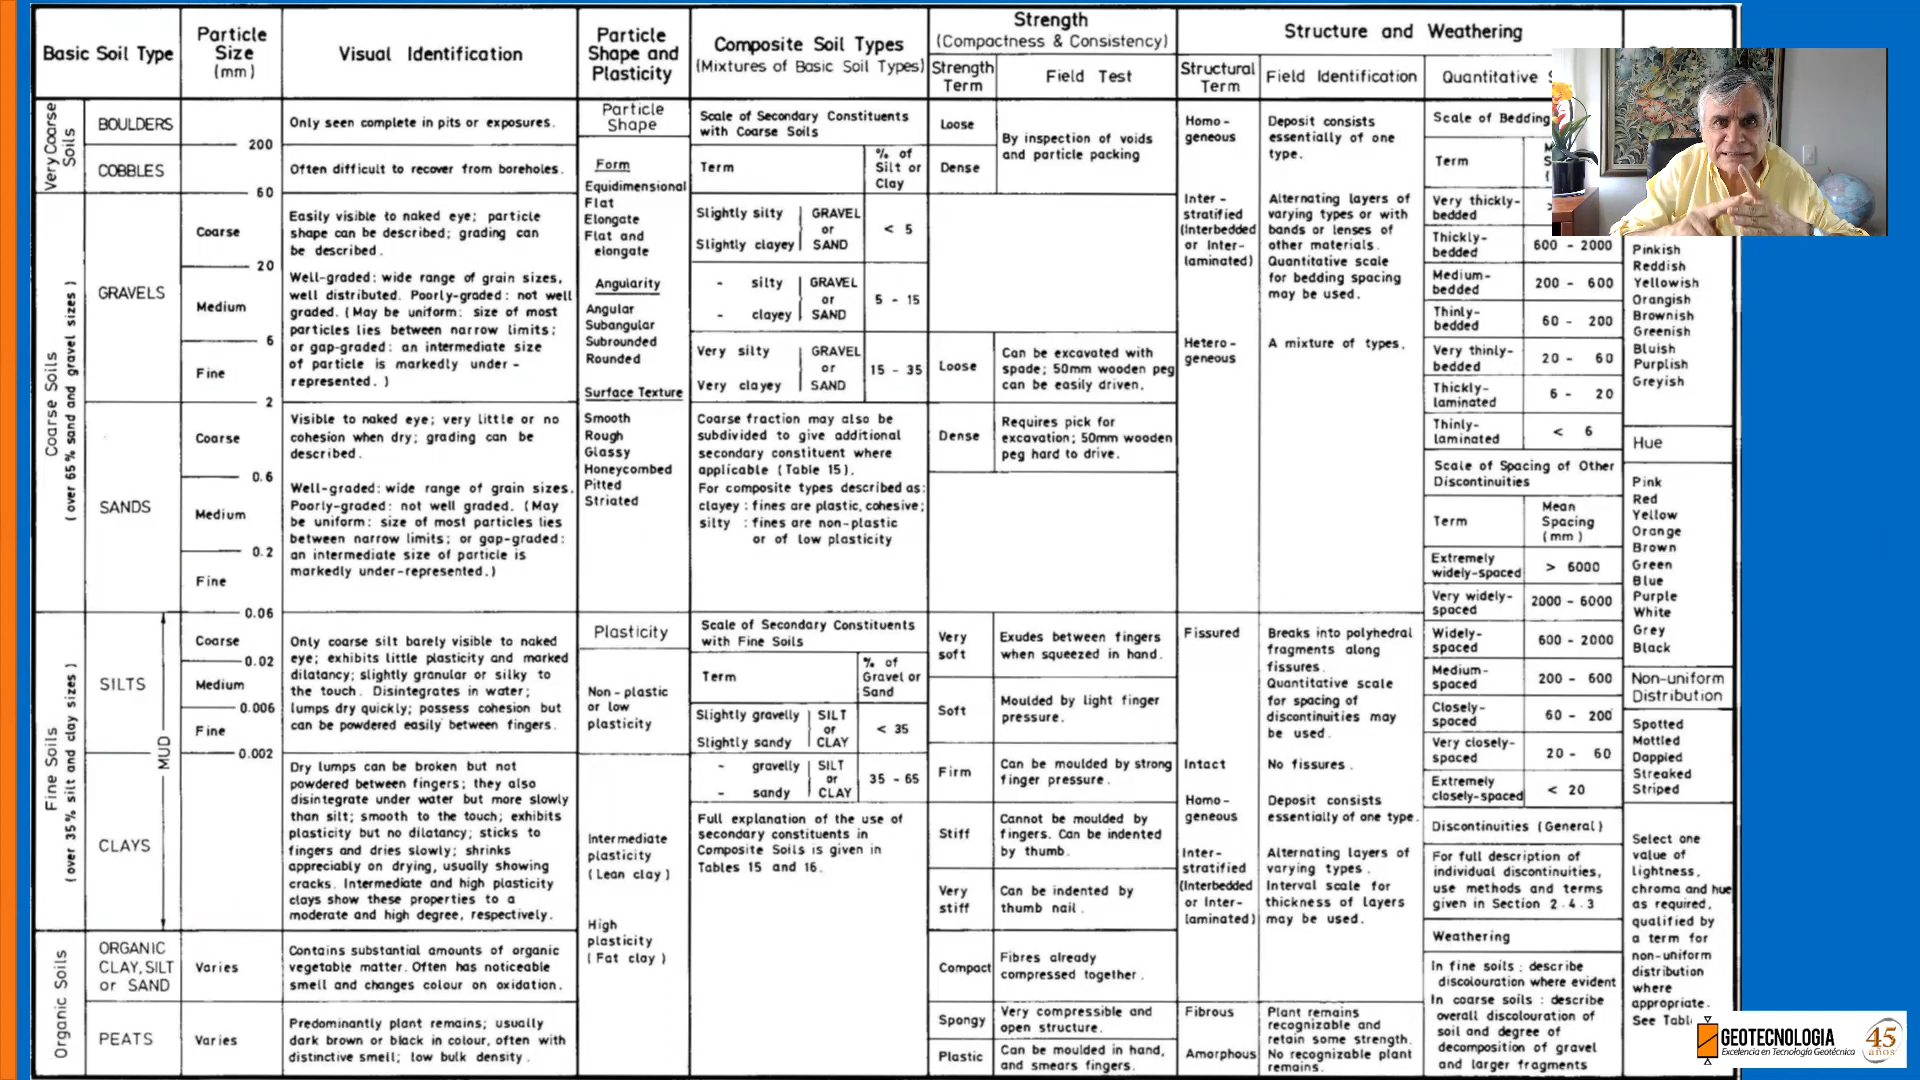 Basic Soil Type
Particle
Size
(mm)
Visual Identification
Particle
Shape and
Plasticity
Composite Soil Types
(Mixtures of Basic Soil Types)
Strength
(Compactness & Consistency)
Strength
Term
Field Test
Structure and Weathering
Structural
Term
Field Identification
Quantitative
Very Coarse
Soils
BOULDERS
Only seen complete in pits or exposures.
200
COBBLES
Often difficult to recover from boreholes.
60
Coarse Soils
(over 65% sand and gravel sizes)
GRAVELS
Coarse
20
Medium
6
Fine
2
Easily visible to naked eye; particle
shape can be described; grading can
be described.
Well-graded: wide range of grain sizes,
well distributed. Poorly-graded: not well
graded. (May be uniform: size of most
particles lies between narrow limits;
or gap-graded: an intermediate size
of particle is markedly under-
represented.)
SANDS
Coarse
0.6
Medium
0.2
Fine
0.06
Visible to naked eye; very little or no
cohesion when dry; grading can be
described.
Well-graded: wide range of grain sizes.
Poorly-graded: not well graded. (May
be uniform: size of most particles lies
between narrow limits; or gap-graded:
an intermediate size of particle is
markedly under-represented.)
Fine Soils
(over 35% silt and clay sizes)
MUD
SILTS
Coarse
0.02
Medium
0.006
Fine
0.002
Only coarse silt barely visible to naked
eye; exhibits little plasticity and marked
dilatancy; slightly granular or silky to
the touch. Disintegrates in water;
lumps dry quickly; possess cohesion but
can be powdered easily between fingers.
CLAYS
Dry lumps can be broken but not
powdered between fingers; they also
disintegrate under water but more slowly
than silt; smooth to the touch; exhibits
plasticity but no dilatancy; sticks to
fingers and dries slowly; shrinks
appreciably on drying, usually showing
cracks. Intermediate and high plasticity
clays show these properties to a
moderate and high degree, respectively.
Organic Soils
ORGANIC
CLAY, SILT
or SAND
Varies
Contains substantial amounts of organic
vegetable matter. Often has noticeable
smell and changes colour on oxidation.
PEATS
Varies
Predominantly plant remains; usually
dark brown or black in colour, often with
distinctive smell; low bulk density.
Particle
Shape
Form
Equidimensional
Flat
Elongate
Flat and
elongate
Angularity
Angular
Subangular
Subrounded
Rounded
Surface Texture
Smooth
Rough
Glassy
Honeycombed
Pitted
Striated
Plasticity
Non-plastic
or low
plasticity
Intermediate
plasticity
(Lean clay)
High
plasticity
(Fat clay)
Scale of Secondary Constituents
with Coarse Soils
Term
% of
Silt or
Clay
Slightly silty GRAVEL
or < 5
Slightly clayey SAND
- silty GRAVEL
or 5 - 15
- clayey SAND
Very silty GRAVEL
or 15 - 35
Very clayey SAND
Coarse fraction may also be
subdivided to give additional
secondary constituent where
applicable (Table 15).
For composite types described as:
clayey : fines are plastic, cohesive;
silty : fines are non-plastic
or of low plasticity
Scale of Secondary Constituents
with Fine Soils
Term
% of
Gravel or
Sand
Slightly gravelly SILT
or < 35
Slightly sandy CLAY
- gravelly SILT
or 35 - 65
- sandy CLAY
Full explanation of the use of
secondary constituents in
Composite Soils is given in
Tables 15 and 16.
Loose
Dense
By inspection of voids
and particle packing
Loose
Can be excavated with
spade; 50mm wooden peg
can be easily driven.
Dense
Requires pick for
excavation; 50mm wooden
peg hard to drive.
Very
soft
Exudes between fingers
when squeezed in hand.
Soft
Moulded by light finger
pressure.
Firm
Can be moulded by strong
finger pressure.
Stiff
Cannot be moulded by
fingers. Can be indented
by thumb.
Very
stiff
Can be indented by
thumb nail.
Compact
Fibres already
compressed together.
Spongy
Very compressible and
open structure.
Plastic
Can be moulded in hand,
and smears fingers.
Homo-
geneous
Deposit consists
essentially of one
type.
Inter-
stratified
(Interbedded
or Inter-
laminated)
Alternating layers of
varying types or with
bands or lenses of
other materials.
Quantitative scale
for bedding spacing
may be used.
Hetero-
geneous
A mixture of types.
Fissured
Breaks into polyhedral
fragments along
fissures.
Quantitative scale
for spacing of
discontinuities may
be used.
Intact
No fissures.
Homo-
geneous
Deposit consists
essentially of one type.
Inter-
stratified
(Interbedded
or Inter-
laminated)
Alternating layers of
varying types.
Interval scale for
thickness of layers
may be used.
Fibrous
Plant remains
recognizable and
retain some strength.
Amorphous
No recognizable plant
remains.
Scale of Bedding
Term
Very thickly-
bedded
Thickly-
bedded
600 - 2000
Medium-
bedded
200 - 600
Thinly-
bedded
60 - 200
Very thinly-
bedded
20 - 60
Thickly-
laminated
6 - 20
Thinly-
laminated
< 6
Scale of Spacing of Other
Discontinuities
Term
Mean
Spacing
(mm)
Extremely
widely-spaced
> 6000
Very widely-
spaced
2000 - 6000
Widely-
spaced
600 - 2000
Medium-
spaced
200 - 600
Closely-
spaced
60 - 200
Very closely-
spaced
20 - 60
Extremely
closely-spaced
< 20
Discontinuities (General)
For full description of
individual discontinuities,
use methods and terms
given in Section 2.4.3
Weathering
In fine soils : describe
discolouration where evident
In coarse soils : describe
overall discolouration of
soil and degree of
decomposition of gravel
and larger fragments
Pinkish
Reddish
Yellowish
Orangish
Brownish
Greenish
Bluish
Purplish
Greyish
Hue
Pink
Red
Yellow
Orange
Brown
Green
Blue
Purple
White
Grey
Black
Non-uniform
Distribution
Spotted
Mottled
Dappled
Streaked
Striped
Select one
value of
lightness,
chroma and hue
as required,
qualified by
a term for
non-uniform
distribution
where
appropriate.
See
GEOTECNOLOGIA
Excelencia en Tecnología Geotécnica
45
años